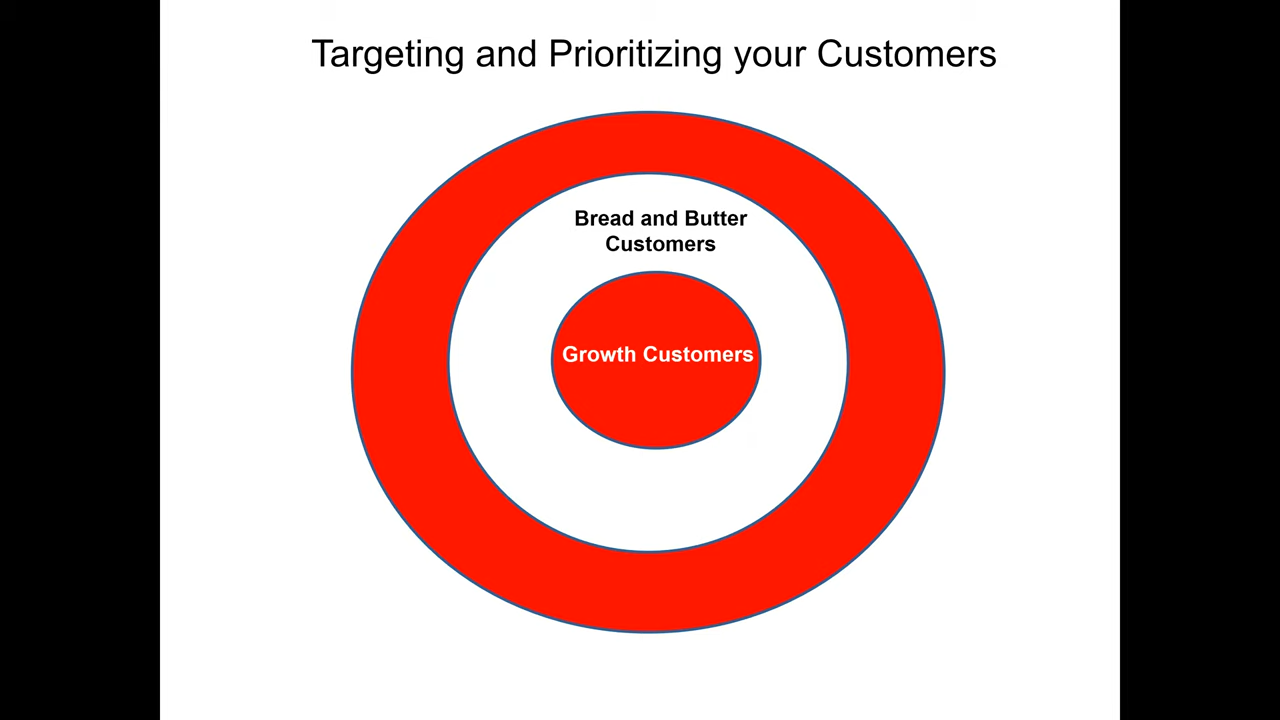 Targeting and Prioritizing your Customers
Bread and Butter
Customers
Growth Customers